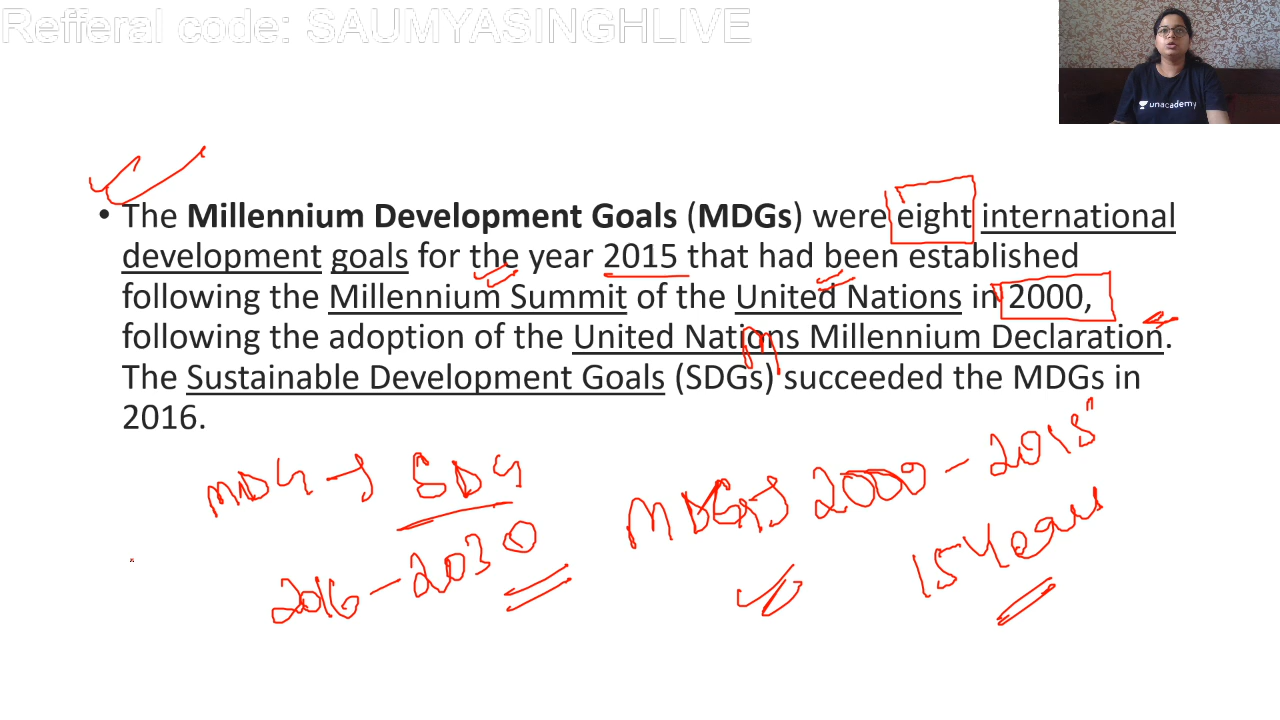 Refferal code: SAUMYASINGHLIVE
unacademy
• The Millennium Development Goals (MDGs) were eight international
development goals for the year 2015 that had been established
following the Millennium Summit of the United Nations in 2000,
following the adoption of the United Nations Millennium Declaration.
The Sustainable Development Goals (SDGs) succeeded the MDGs in
2016.
MDG → SDG
2016 - 2030
MDGs → 2000 - 2015
15 Years